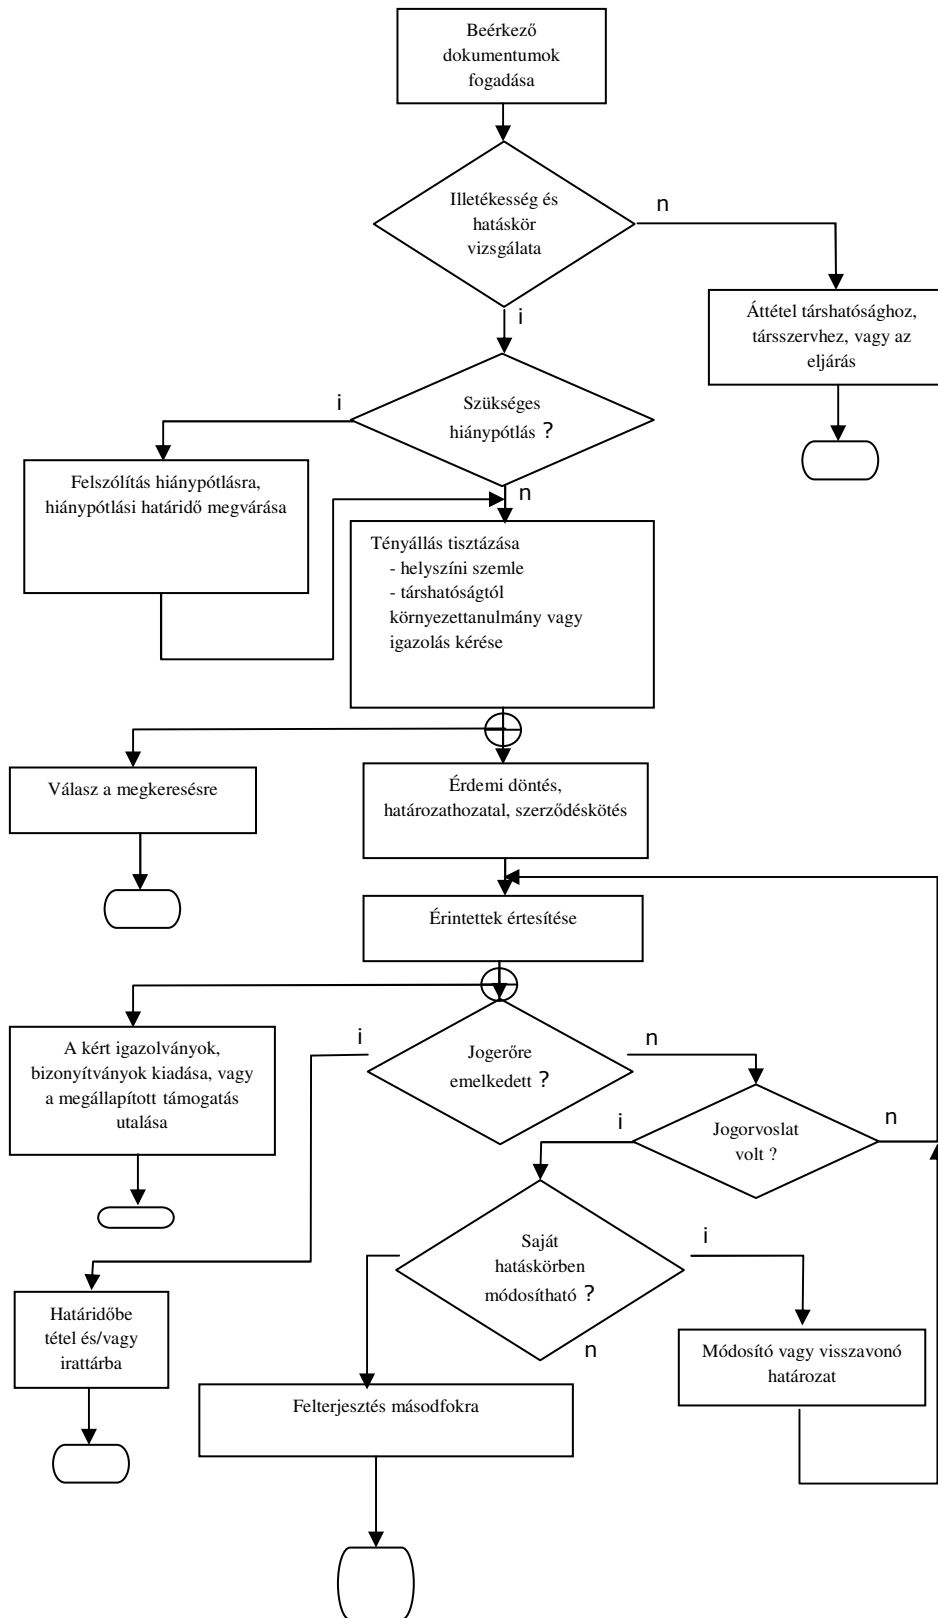 Beérkező
dokumentumok
fogadása
Illetékesség és
hatáskör
vizsgálata
n
i
Áttétel társhatósághoz,
társszervhez, vagy az
eljárás
Szükséges
hiánypótlás ?
i
n
Felszólítás hiánypótlásra,
hiánypótlási határidő megvárása
Tényállás tisztázása
- helyszíni szemle
- társhatóságtól
környezettanulmány vagy
igazolás kérése
Válasz a megkeresésre
Érdemi döntés,
határozathozatal, szerződéskötés
Érintettek értesítése
A kért igazolványok,
bizonyítványok kiadása, vagy
a megállapított támogatás
utalása
i
Jogerőre
emelkedett ?
n
i
Jogorvoslat
volt ?
n
Saját
hatáskörben
módosítható ?
i
n
Határidőbe
tétel és/vagy
irattárba
Módosító vagy visszavonó
határozat
Felterjesztés másodfokra